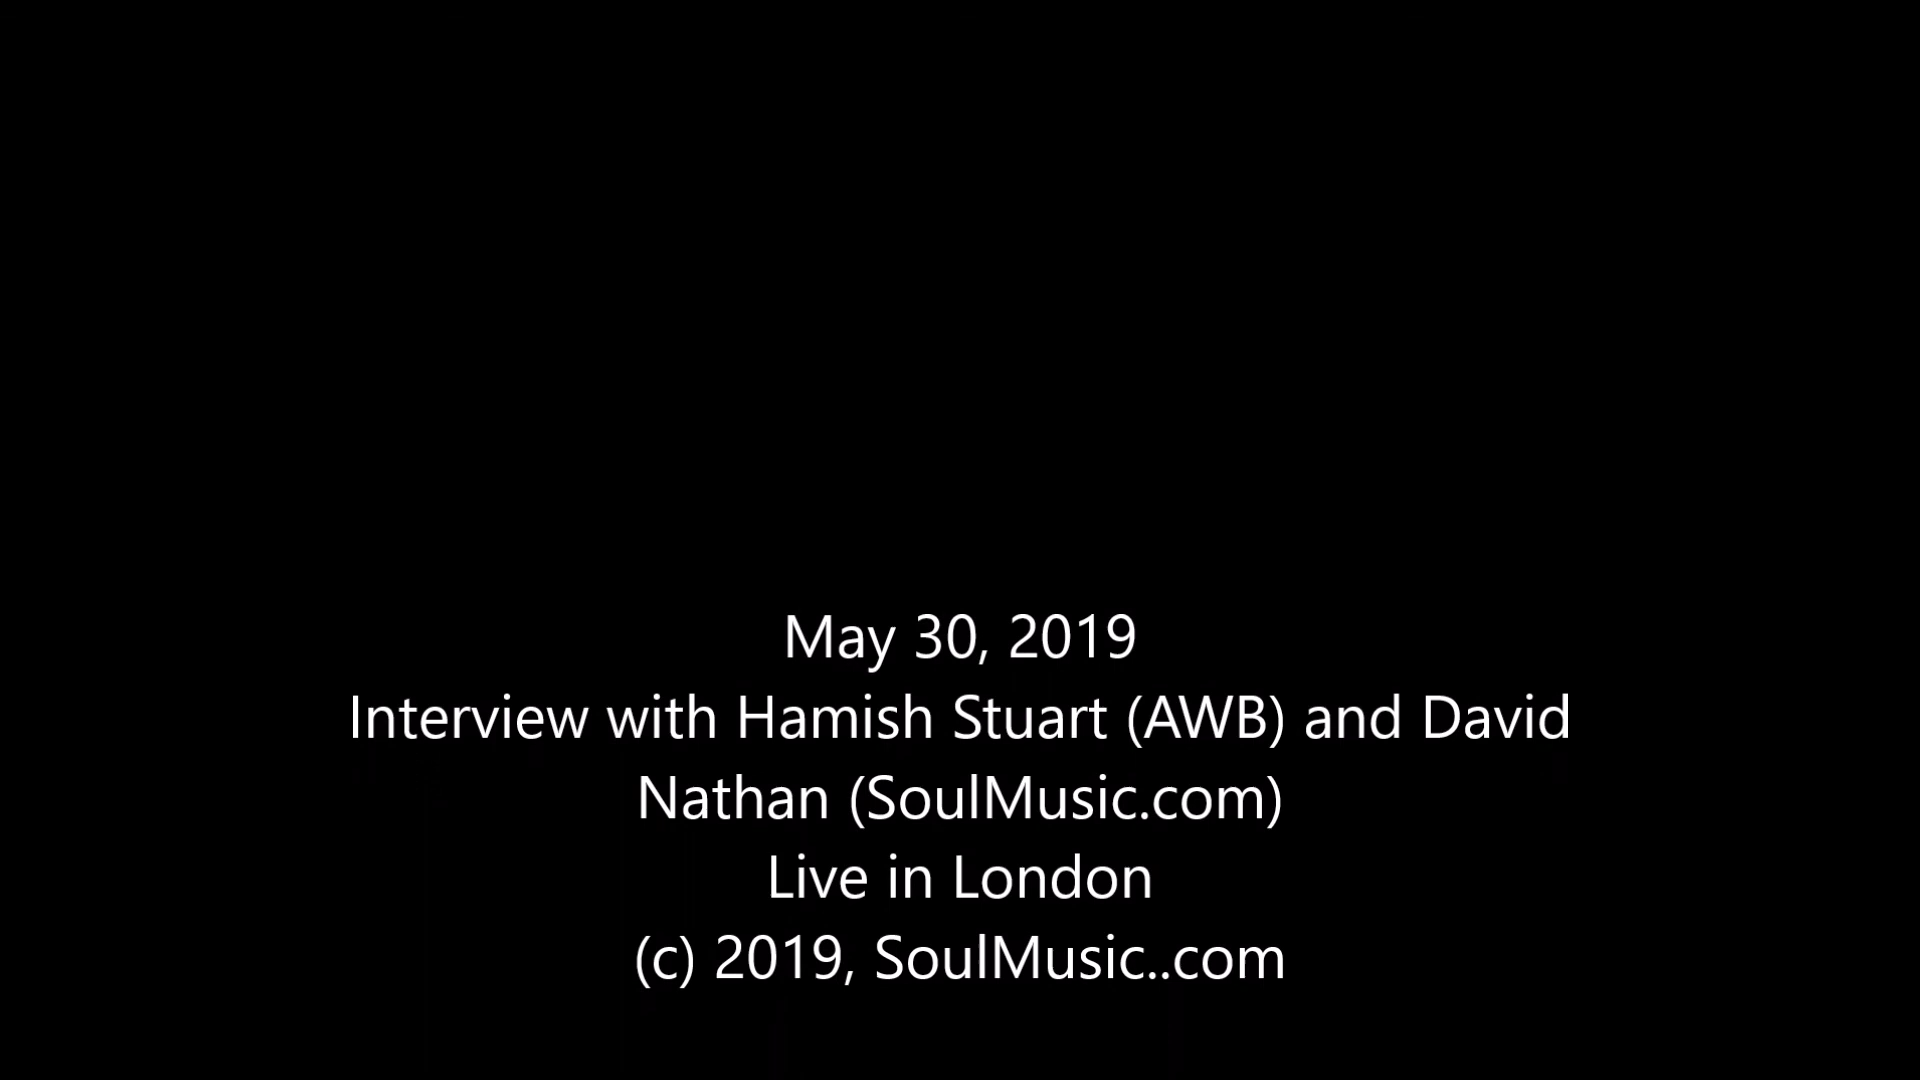 May 30, 2019
Interview with Hamish Stuart (AWB) and David
Nathan (SoulMusic.com)
Live in London
(c) 2019, SoulMusic..com